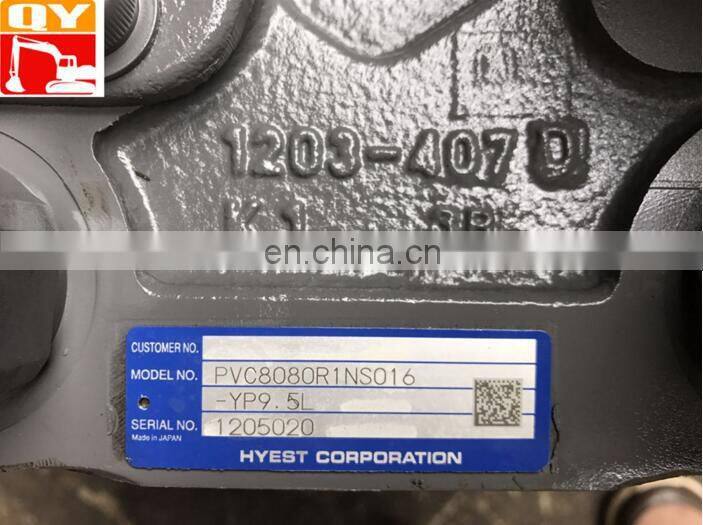 QY
1203-407D
en.china.cn
CUSTOMER NO.
MODEL NO. PVC8080R1NS016
-YP9.5L
SERIAL NO. 1205020
Made in JAPAN
HYEST CORPORATION